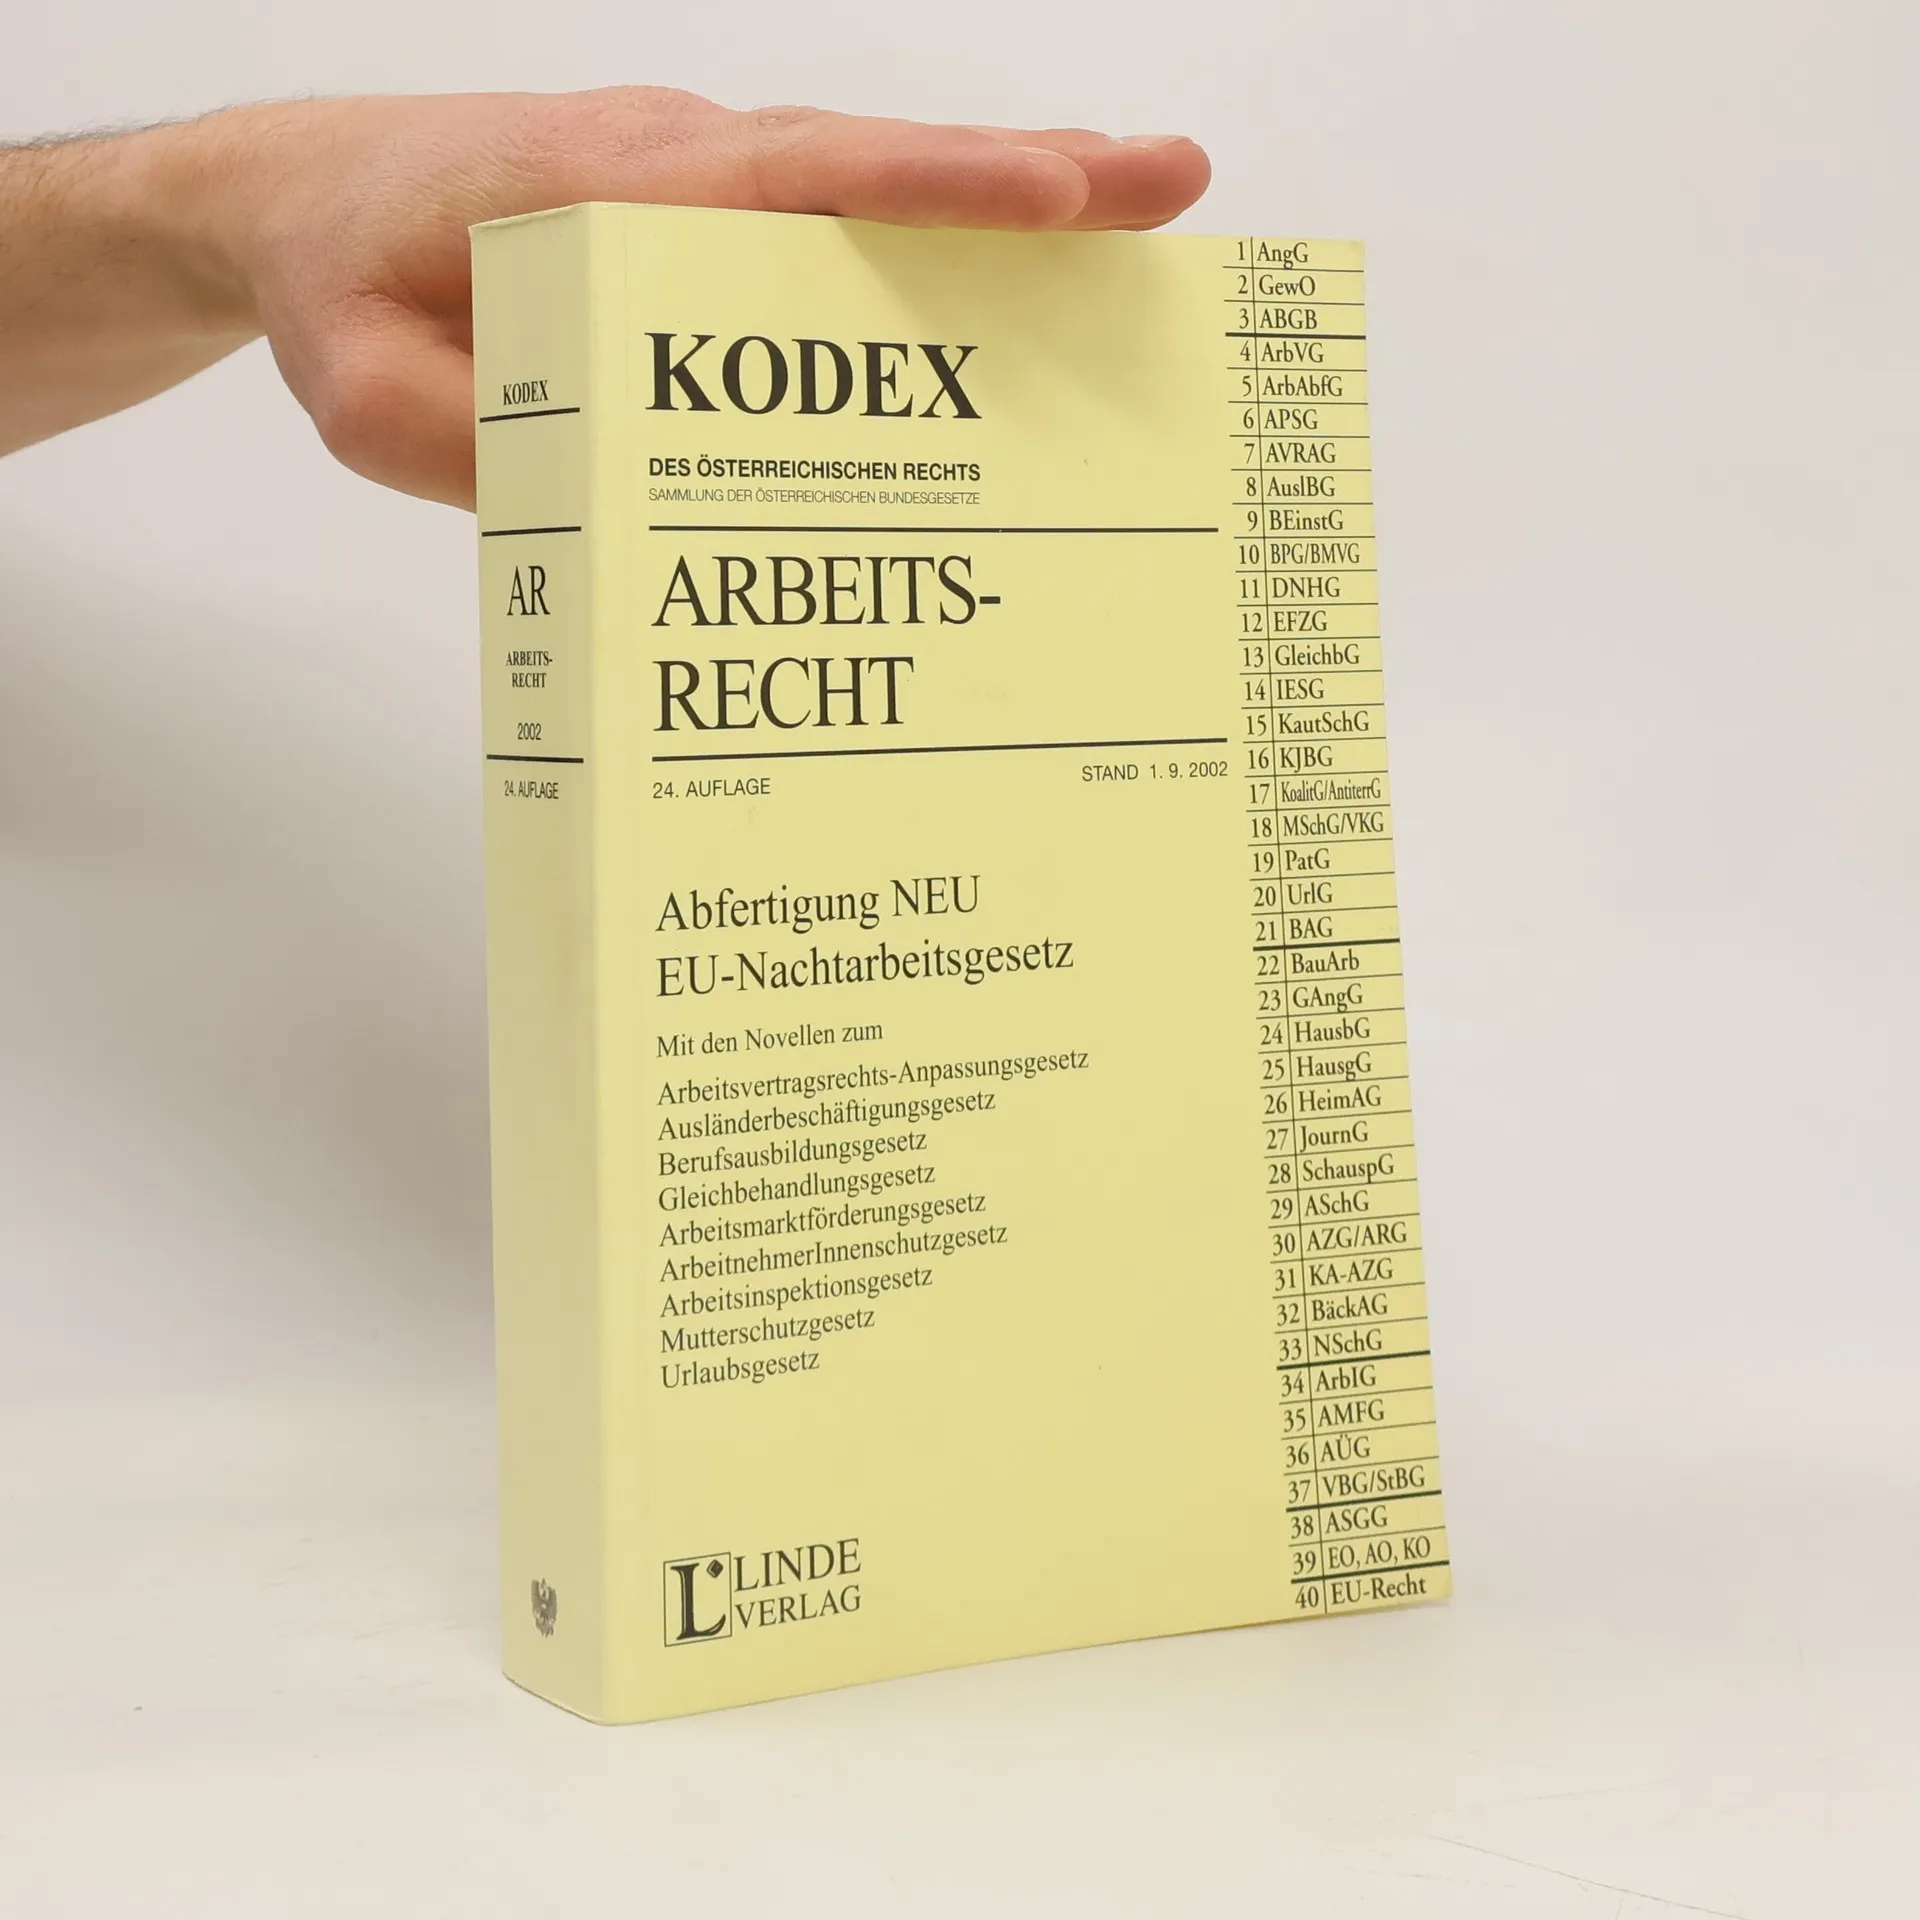 KODEX
AR
ARBEITS-
RECHT
2002
24. AUFLAGE
KODEX
DES ÖSTERREICHISCHEN RECHTS
SAMMLUNG DER ÖSTERREICHISCHEN BUNDESGESETZE
ARBEITS-
RECHT
24. AUFLAGE
STAND 1. 9. 2002
Abfertigung NEU
EU-Nachtarbeitsgesetz
Mit den Novellen zum
Arbeitsvertragsrechts-Anpassungsgesetz
Ausländerbeschäftigungsgesetz
Berufsausbildungsgesetz
Gleichbehandlungsgesetz
Arbeitsmarktförderungsgesetz
ArbeitnehmerInnenschutzgesetz
Arbeitsinspektionsgesetz
Mutterschutzgesetz
Urlaubsgesetz
L LINDE
VERLAG
1 AngG
2 GewO
3 ABGB
4 ArbVG
5 ArbAbfG
6 APSG
7 AVRAG
8 AuslBG
9 BEinstG
10 BPG/BMVG
11 DNHG
12 EFZG
13 GleichbG
14 IESG
15 KautSchG
16 KJBG
17 KoalitG/AntiterrG
18 MSchG/VKG
19 PatG
20 UrlG
21 BAG
22 BauArb
23 GAngG
24 HausbG
25 HausgG
26 HeimAG
27 JournG
28 SchauspG
29 ASchG
30 AZG/ARG
31 KA-AZG
32 BäckAG
33 NSchG
34 ArbIG
35 AMFG
36 AÜG
37 VBG/StBG
38 ASGG
39 EO, AO, KO
40 EU-Recht